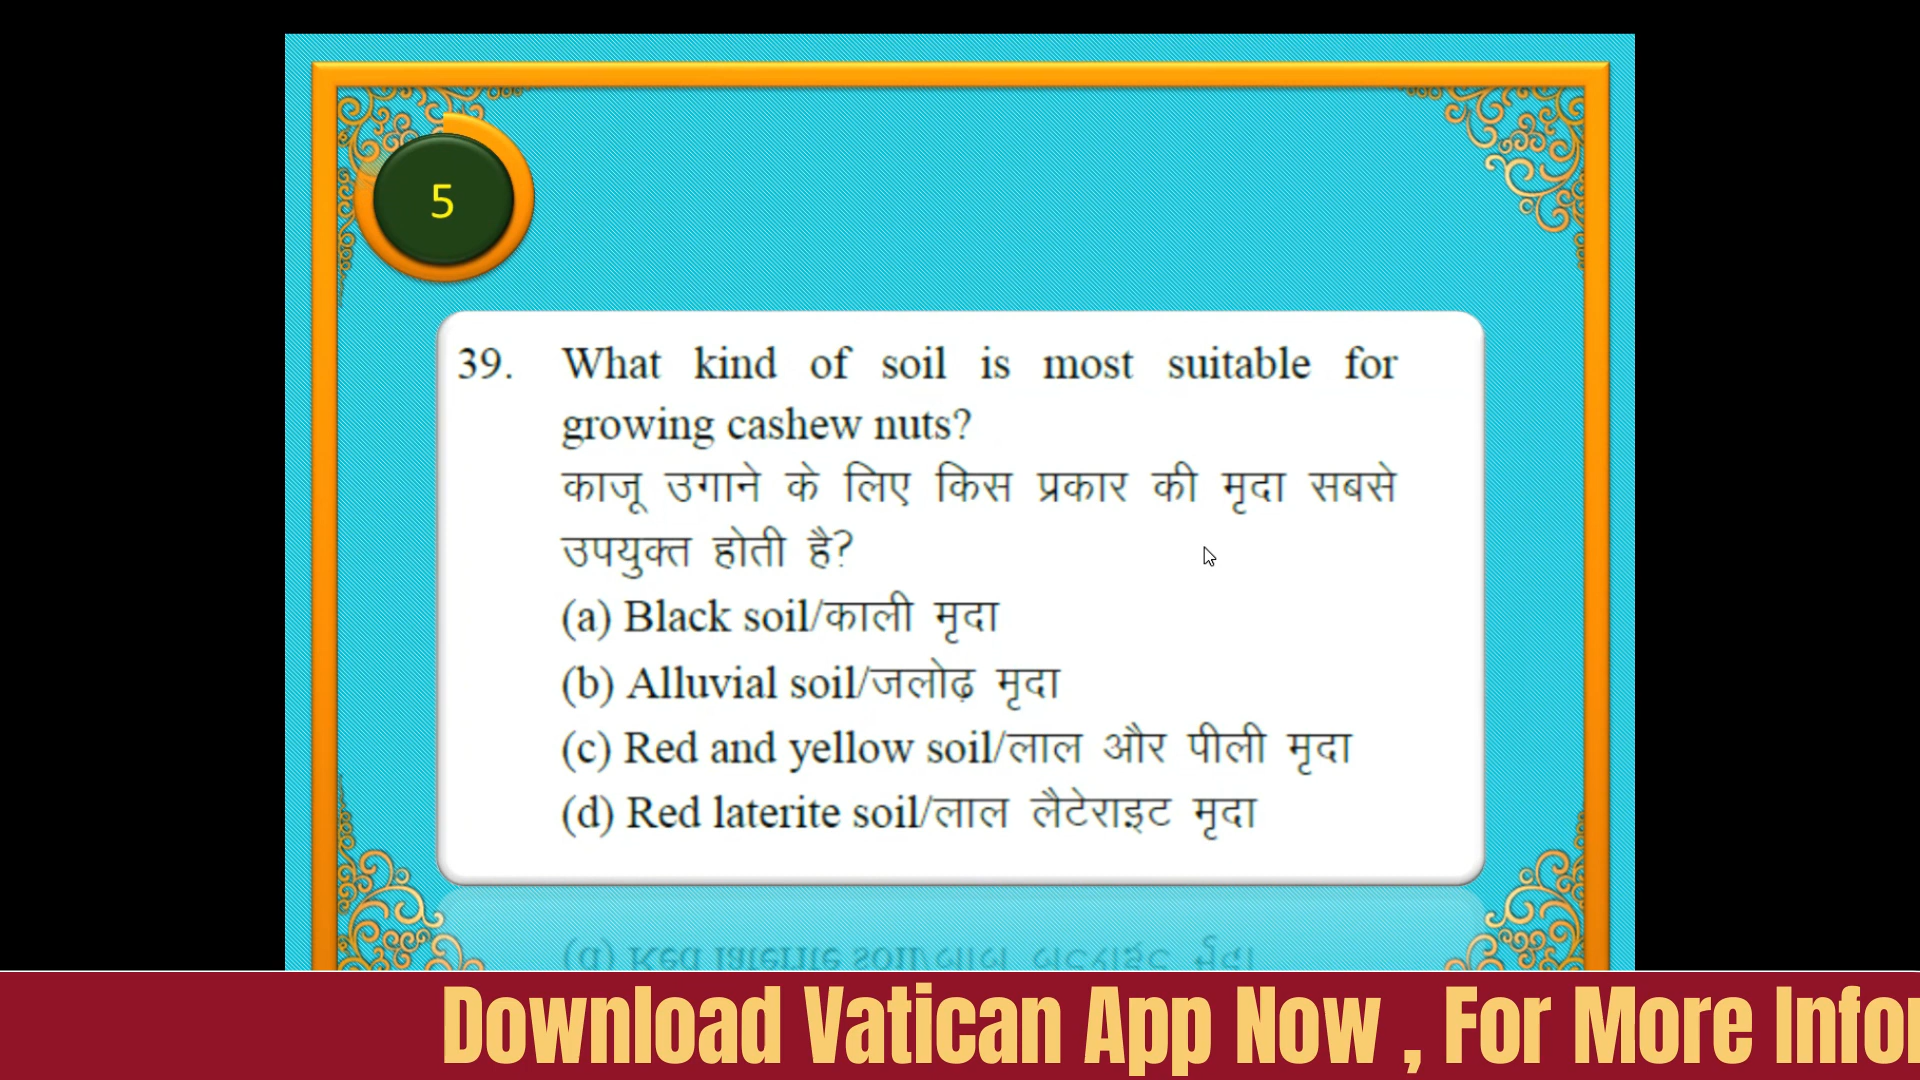 5
39. What kind of soil is most suitable for
growing cashew nuts?
काजू उगाने के लिए किस प्रकार की मृदा सबसे
उपयुक्त होती है?
(a) Black soil/काली मृदा
(b) Alluvial soil/जलोढ़ मृदा
(c) Red and yellow soil/लाल और पीली मृदा
(d) Red laterite soil/लाल लैटेराइट मृदा
Download Vatican App Now , For More Infor